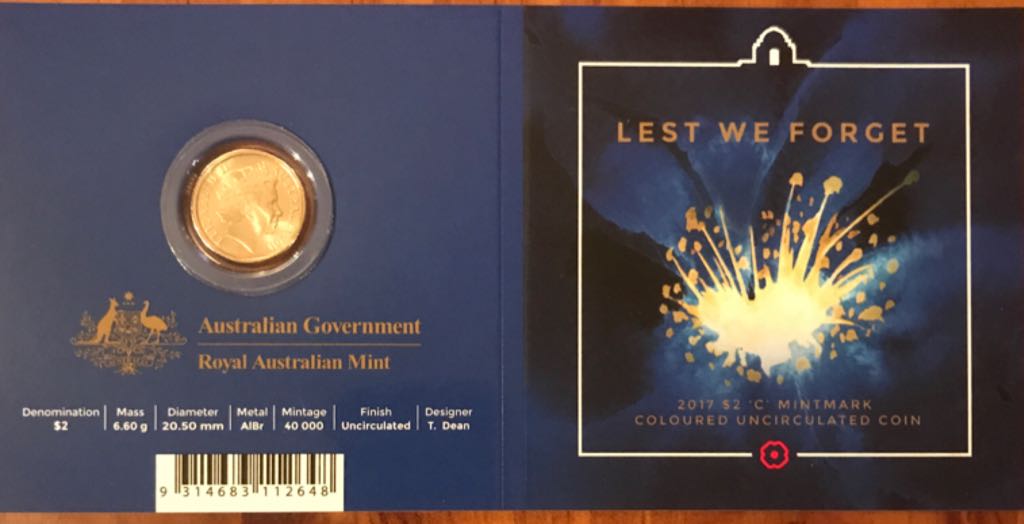 Australian Government
Royal Australian Mint
Denomination Mass Diameter Metal Mintage Finish Designer
$2 6.60 g 20.50 mm AlBr 40 000 Uncirculated T. Dean
9 314683 112648
LEST WE FORGET
2017 $2 'C' MINTMARK
COLOURED UNCIRCULATED COIN